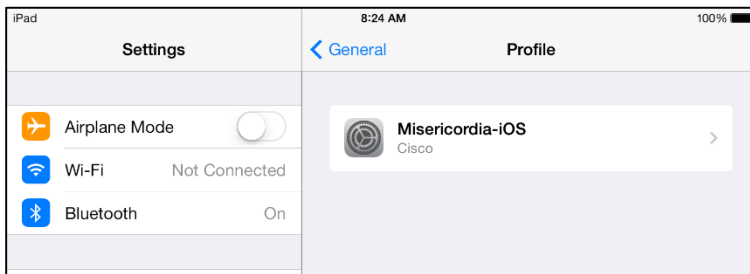 iPad 8:24 AM 100%
Settings
General Profile
Airplane Mode
Wi-Fi Not Connected
Bluetooth On
Misericordia-iOS
Cisco